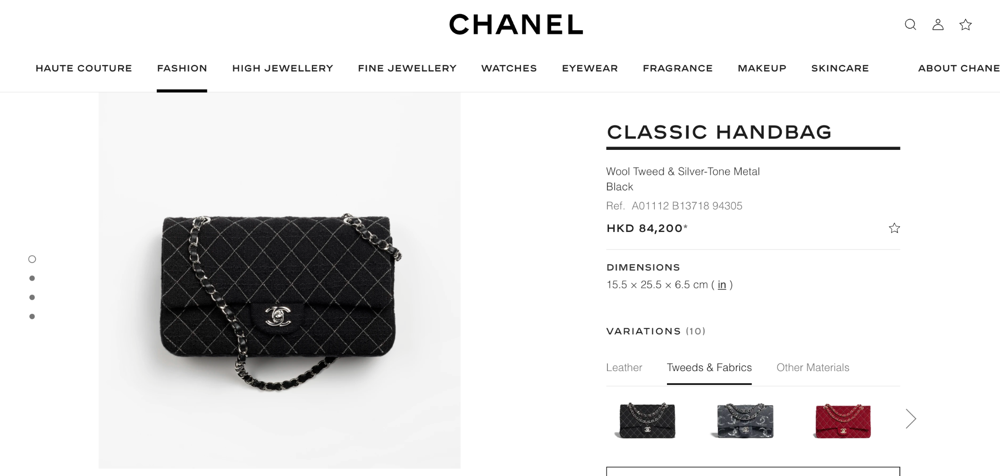 CHANEL
HAUTE COUTURE FASHION HIGH JEWELLERY FINE JEWELLERY WATCHES EYEWEAR FRAGRANCE MAKEUP SKINCARE ABOUT CHANE
CLASSIC HANDBAG
Wool Tweed & Silver-Tone Metal
Black
Ref. A01112 B13718 94305
HKD 84,200*
DIMENSIONS
15.5 × 25.5 × 6.5 cm ( in )
VARIATIONS (10)
Leather Tweeds & Fabrics Other Materials